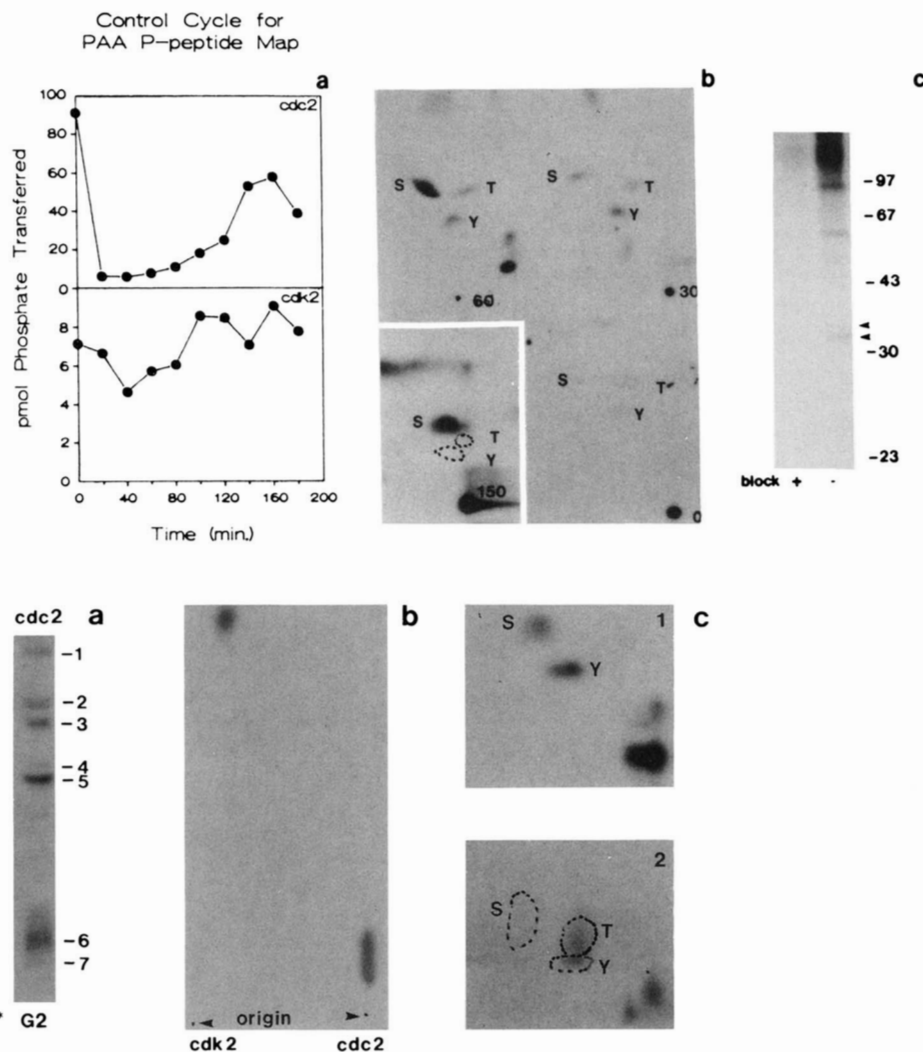 Control Cycle for
PAA P-peptide Map
a
b
c
cdc2
100
80
60
40
20
0
cdk2
8
6
4
2
0
0 40 80 120 160 200
pmol Phosphate Transferred
Time (min.)
S T
Y
60
S T
Y
30
S T
Y
150
S T
Y
0
-97
-67
-43
-30
-23
block + -
cdc2
a
-1
-2
-3
-4
-5
-6
-7
G2
b
origin
cdk2 cdc2
c
1
S
Y
2
S
T
Y